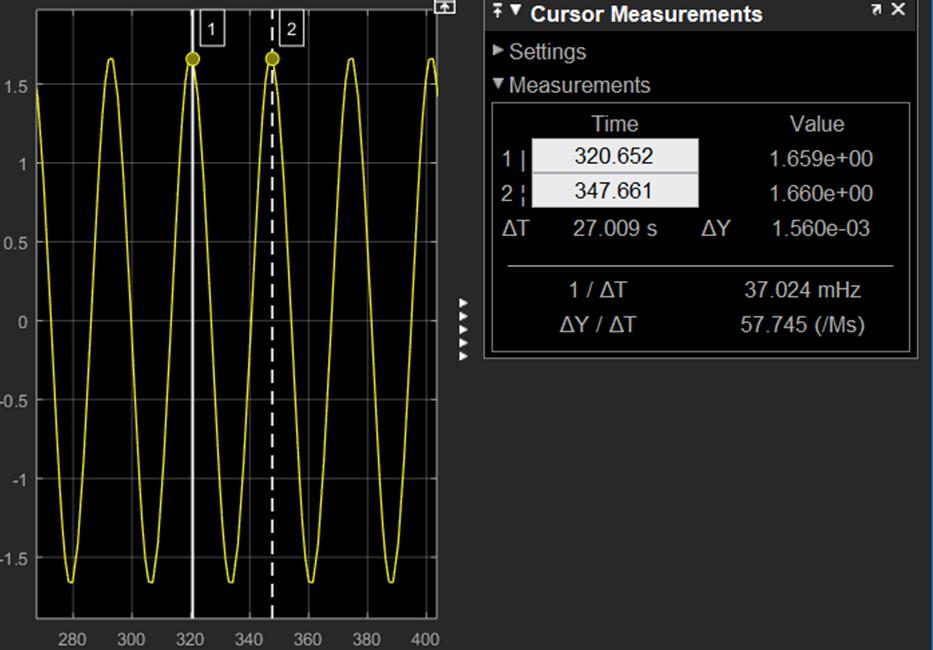 1
2
1.5
1
0.5
0
-0.5
-1
-1.5
280 300 320 340 360 380 400
Cursor Measurements
Settings
Measurements
Time Value
1 | 320.652 1.659e+00
2 ¦ 347.661 1.660e+00
ΔT 27.009 s ΔY 1.560e-03
1 / ΔT 37.024 mHz
ΔY / ΔT 57.745 (/Ms)